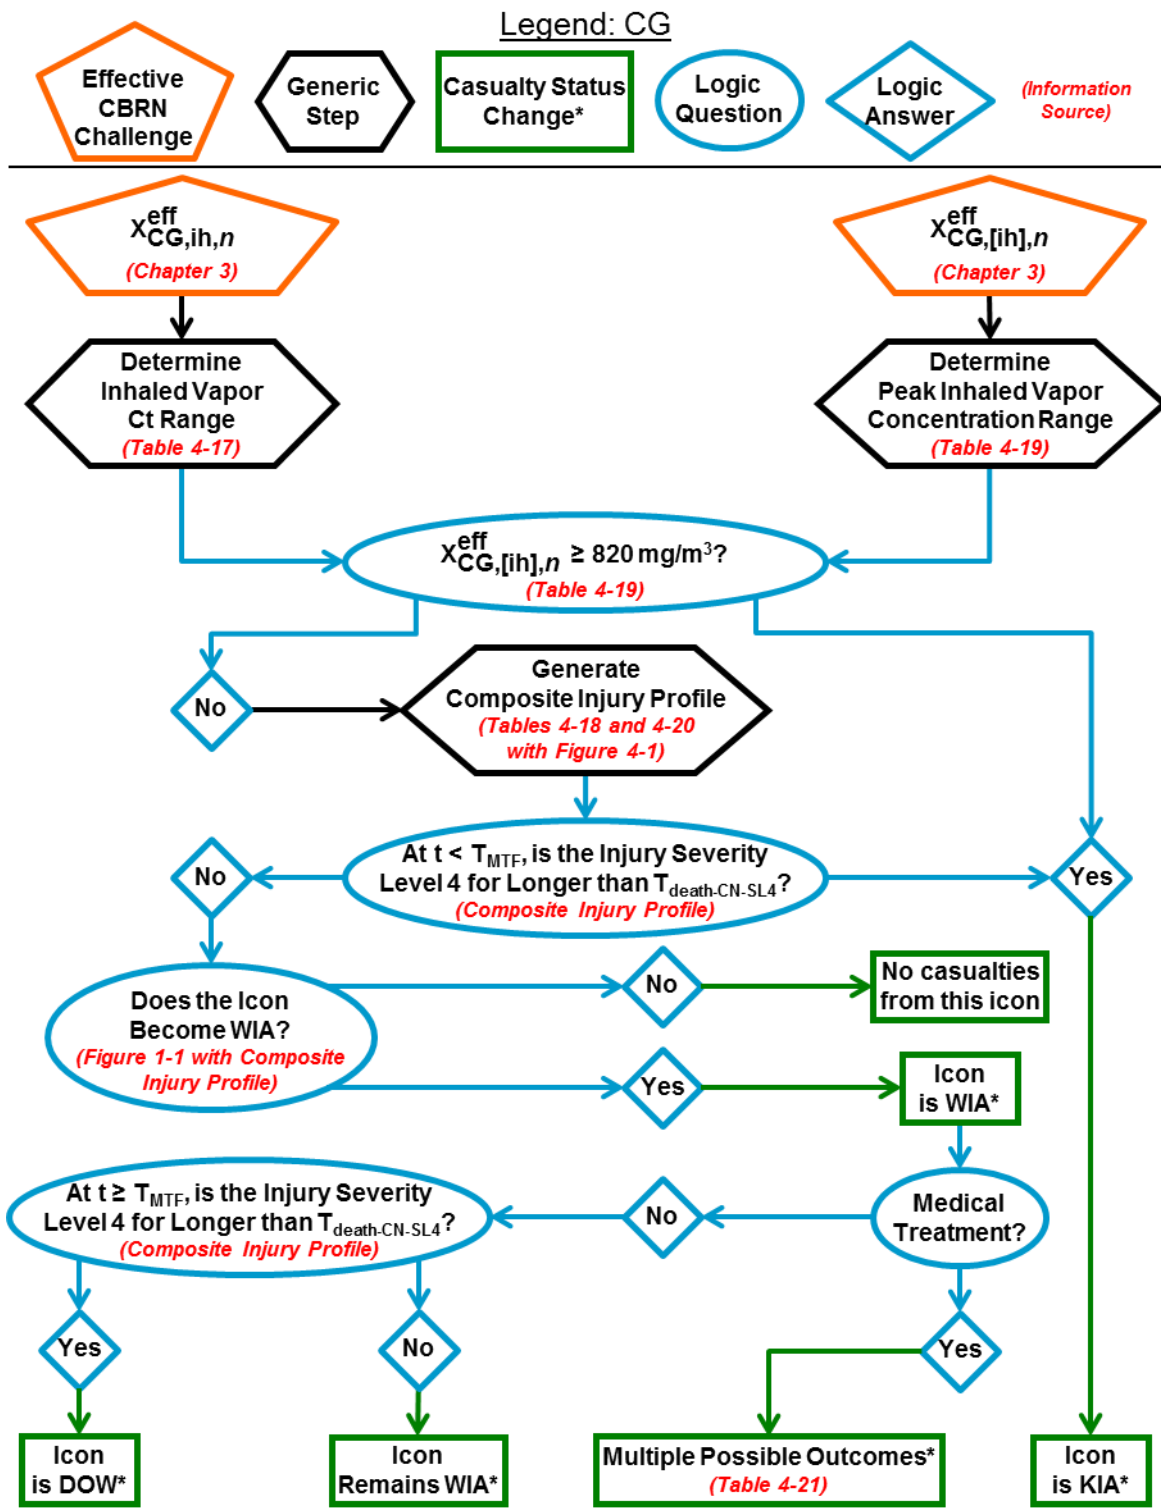 Legend: CG
Effective
CBRN
Challenge
Generic
Step
Casualty Status
Change*
Logic
Question
Logic
Answer
(Information
Source)
X^eff_CG,ih,n
(Chapter 3)
X^eff_CG,[ih],n
(Chapter 3)
Determine
Inhaled Vapor
Ct Range
(Table 4-17)
Determine
Peak Inhaled Vapor
Concentration Range
(Table 4-19)
X^eff_CG,[ih],n ≥ 820 mg/m³?
(Table 4-19)
No
Generate
Composite Injury Profile
(Tables 4-18 and 4-20
with Figure 4-1)
No
At t < T_MTF, is the Injury Severity
Level 4 for Longer than T_death-CN-SL4?
(Composite Injury Profile)
Yes
Does the Icon
Become WIA?
(Figure 1-1 with Composite
Injury Profile)
No
No casualties
from this icon
Yes
Icon
is WIA*
At t ≥ T_MTF, is the Injury Severity
Level 4 for Longer than T_death-CN-SL4?
(Composite Injury Profile)
No
Medical
Treatment?
Yes
No
Yes
Icon
is DOW*
Icon
Remains WIA*
Multiple Possible Outcomes*
(Table 4-21)
Icon
is KIA*